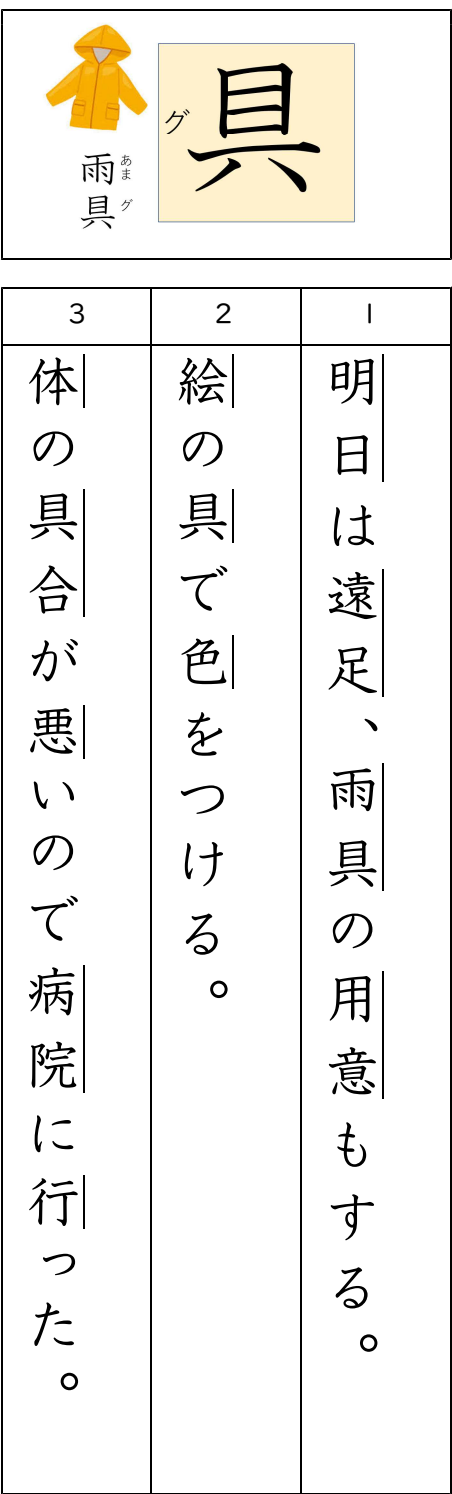 具
グ
雨具
あまグ
1
明日は遠足、雨具の用意もする。
2
絵の具で色をつける。
3
体の具合が悪いので病院に行った。